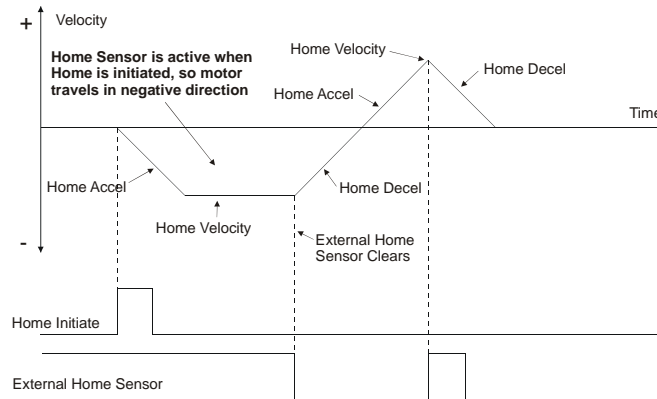 +
Velocity
Home Sensor is active when
Home is initiated, so motor
travels in negative direction
Home Velocity
Home Decel
Home Accel
Time
Home Accel
Home Decel
Home Velocity
External Home
Sensor Clears
-
Home Initiate
External Home Sensor